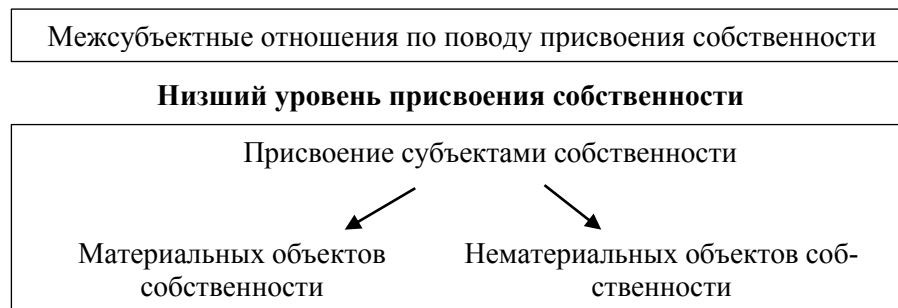 Межсубъектные отношения по поводу присвоения собственности
Низший уровень присвоения собственности
Присвоение субъектами собственности
Материальных объектов
собственности
Нематериальных объектов соб-
ственности